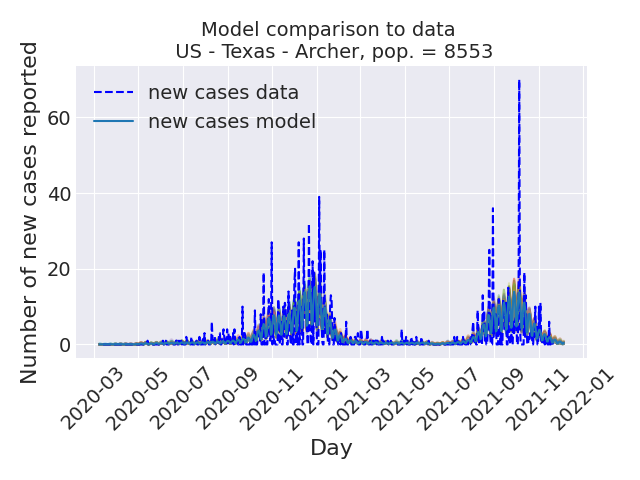 Model comparison to data
US - Texas - Archer, pop. = 8553
Number of new cases reported
60
40
20
0
new cases data
new cases model
2020-03
2020-05
2020-07
2020-09
2020-11
2021-01
2021-03
2021-05
2021-07
2021-09
2021-11
2022-01
Day